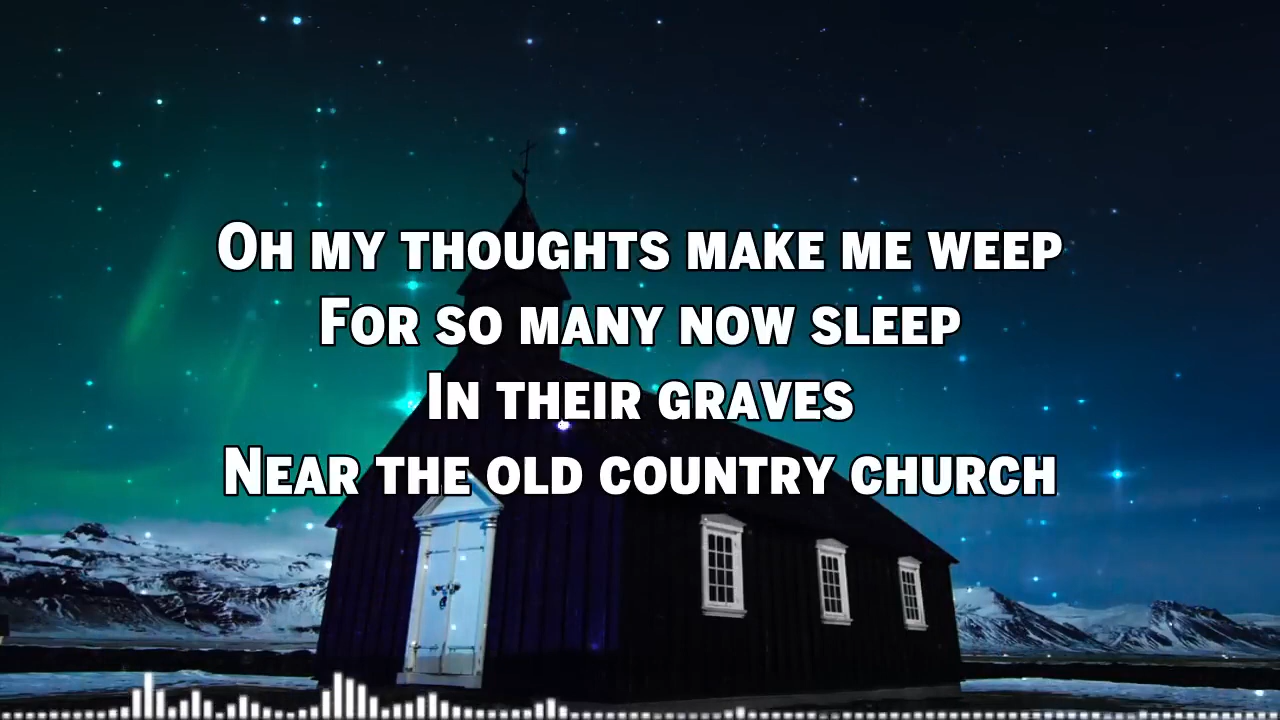 Oh my thoughts make me weep
For so many now sleep
In their graves
Near the old country church